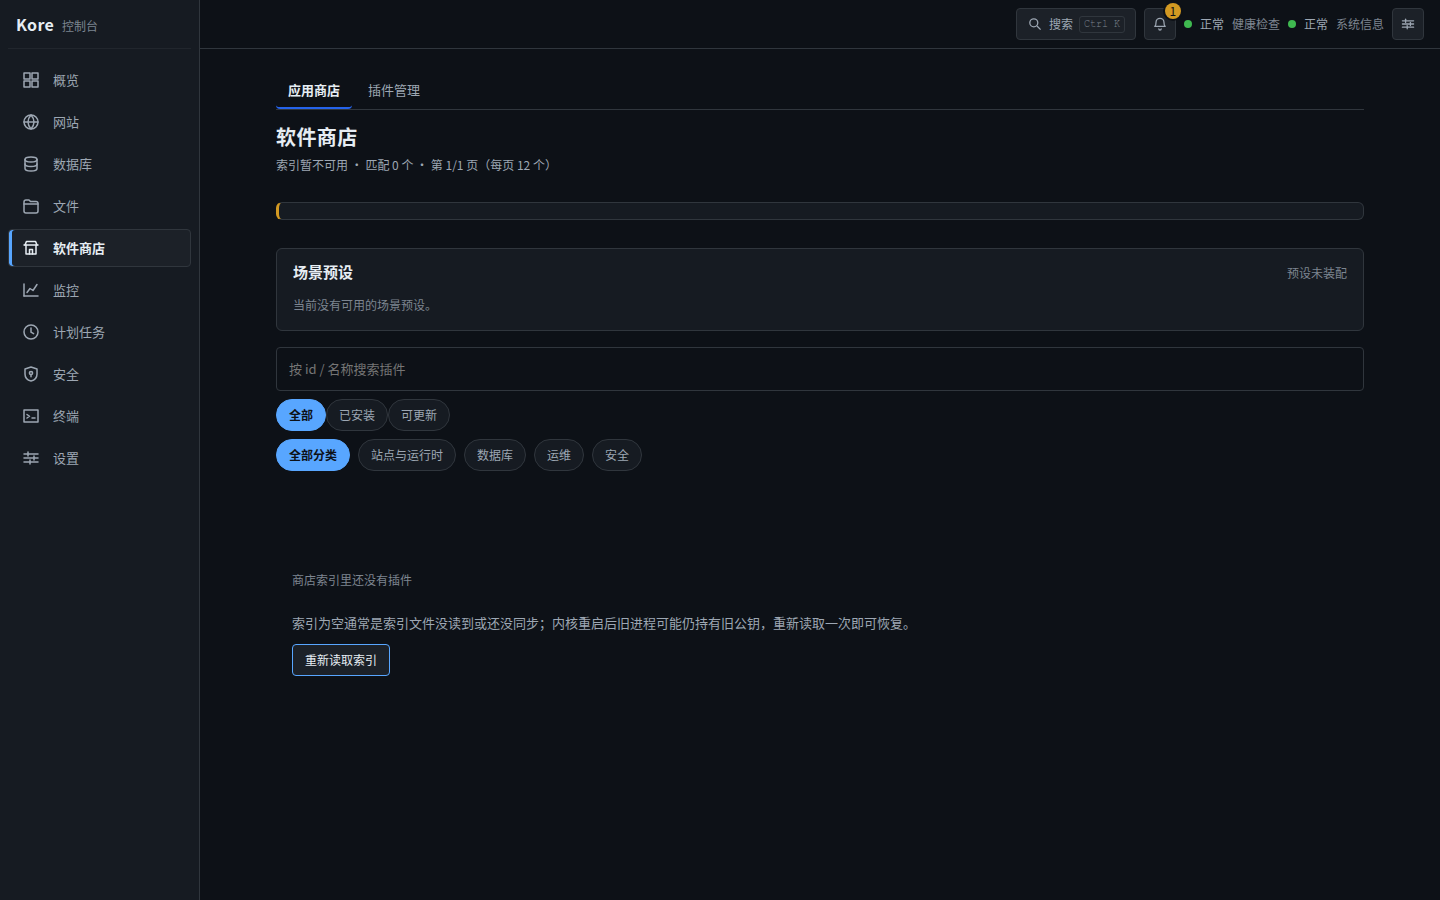 Kore 控制台
搜索 Ctrl K
1
正常 健康检查 正常 系统信息
概览
网站
数据库
文件
软件商店
监控
计划任务
安全
终端
设置
应用商店 插件管理
软件商店
索引暂不可用 · 匹配 0 个 · 第 1/1 页（每页 12 个）
场景预设 预设未装配
当前没有可用的场景预设。
按 id / 名称搜索插件
全部 已安装 可更新
全部分类 站点与运行时 数据库 运维 安全
商店索引里还没有插件
索引为空通常是索引文件没读到或还没同步；内核重启后旧进程可能仍持有旧公钥，重新读取一次即可恢复。
重新读取索引